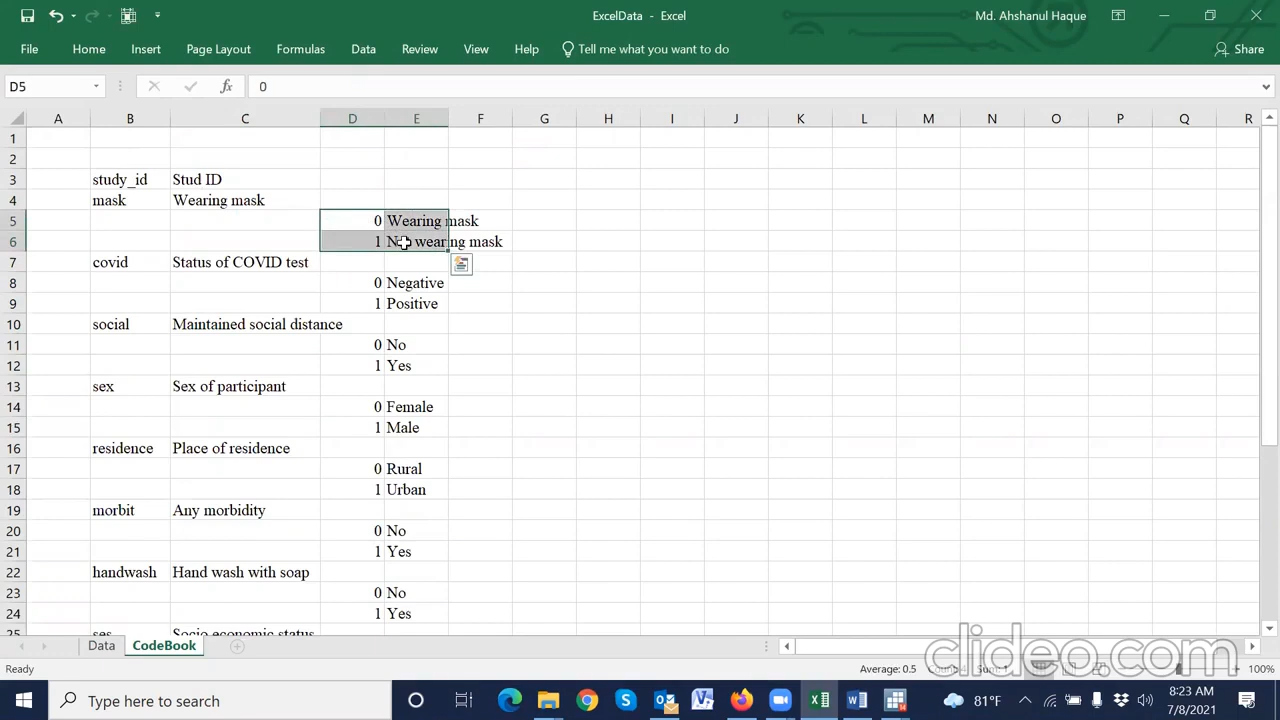 ExcelData - Excel
Md. Ahshanul Haque
File Home Insert Page Layout Formulas Data Review View Help Tell me what you want to do Share
D5 fx 0
A B C D E F G H I J K L M N O P Q R
1
2
3 study_id Stud ID
4 mask Wearing mask
5 0 Wearing mask
6 1 wearing mask
7 covid Status of COVID test
8 0 Negative
9 1 Positive
10 social Maintained social distance
11 0 No
12 1 Yes
13 sex Sex of participant
14 0 Female
15 1 Male
16 residence Place of residence
17 0 Rural
18 1 Urban
19 morbit Any morbidity
20 0 No
21 1 Yes
22 handwash Hand wash with soap
23 0 No
24 1 Yes
25 ses Socio economic status
Data CodeBook
Ready Average: 0.5 Sum: 1 100%
clideo.com
Type here to search
81°F
8:23 AM
7/8/2021